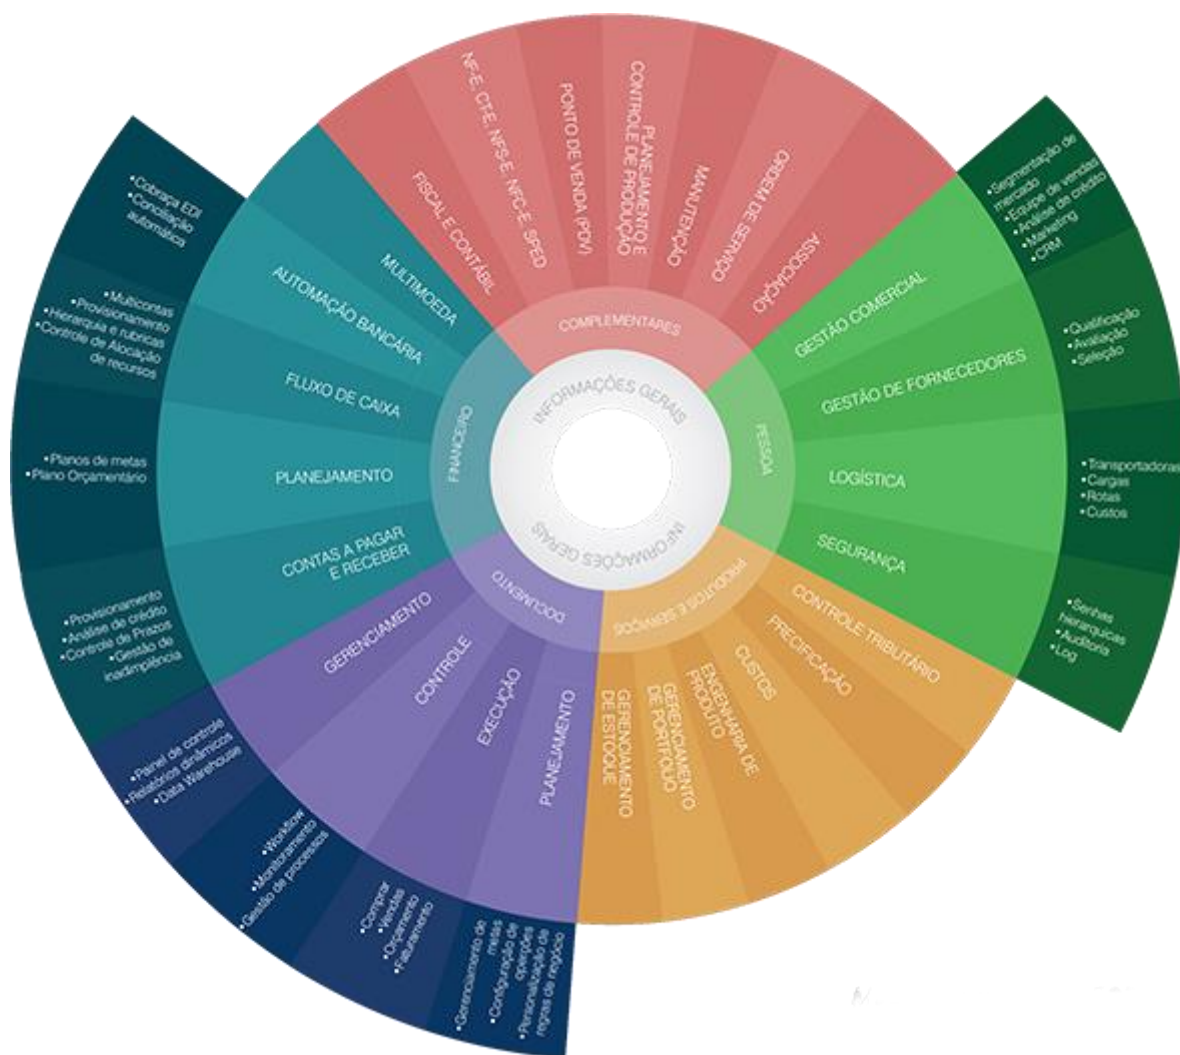 INFORMAÇÕES GERAIS
INFORMAÇÕES GERAIS
COMPLEMENTARES
FISCAL E CONTÁBIL
NF-E, CT-E, NFS-E, NFC-E, SPED
PONTO DE VENDA (PDV)
PLANEJAMENTO E
CONTROLE DE PRODUÇÃO
MANUTENÇÃO
ORDEM DE SERVIÇO
ASSOCIAÇÃO
PESSOA
GESTÃO COMERCIAL
•Segmentação de
mercado
•Equipe de vendas
•Análise de crédito
•Marketing
•CRM
GESTÃO DE FORNECEDORES
•Qualificação
•Avaliação
•Seleção
LOGÍSTICA
•Transportadoras
•Cargas
•Rotas
•Custos
SEGURANÇA
•Senhas
hierarquicas
•Auditoria
•Log
PRODUTOS E SERVIÇOS
CONTROLE TRIBUTÁRIO
PRECIFICAÇÃO
CUSTOS
ENGENHARIA DE
PRODUTO
GERENCIAMENTO
DE PORTFOLIO
GERENCIAMENTO
DE ESTOQUE
DOCUMENTO
PLANEJAMENTO
•Gerenciamento de
metas
•Configuração de
operções
•Personalização de
regras de negócio
EXECUÇÃO
•Comprar
•Vendas
•Orçamento
•Faturamento
CONTROLE
•Workflow
•Monitoramento
•Gestão de processos
GERENCIAMENTO
•Painel de controle
•Relatórios dinâmicos
•Data Warehouse
FINANCEIRO
CONTAS A PAGAR
E RECEBER
•Provisionamento
•Análise de crédito
•Controle de Prazos
•Gestão de
inadimplência
PLANEJAMENTO
•Planos de metas
•Plano Orçamentário
FLUXO DE CAIXA
•Multicontas
•Provisionamento
•Hierarquia e rubricas
•Controle de Alocação
de recursos
AUTOMAÇÃO BANCÁRIA
•Cobraça EDI
•Conciliação
automática
MULTIMOEDA